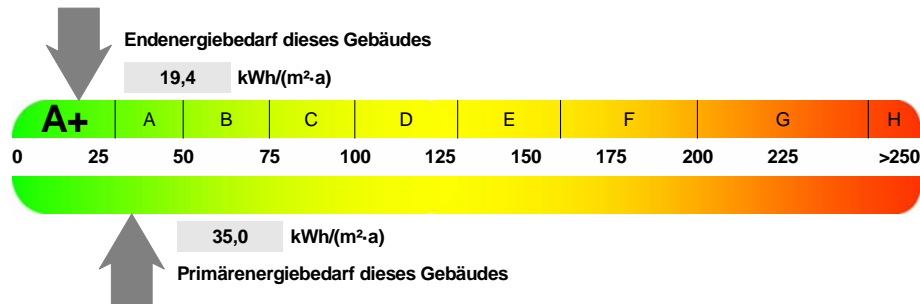 Endenergiebedarf dieses Gebäudes
19,4 kWh/(m²·a)
A+ A B C D E F G H
0 25 50 75 100 125 150 175 200 225 >250
35,0 kWh/(m²·a)
Primärenergiebedarf dieses Gebäudes